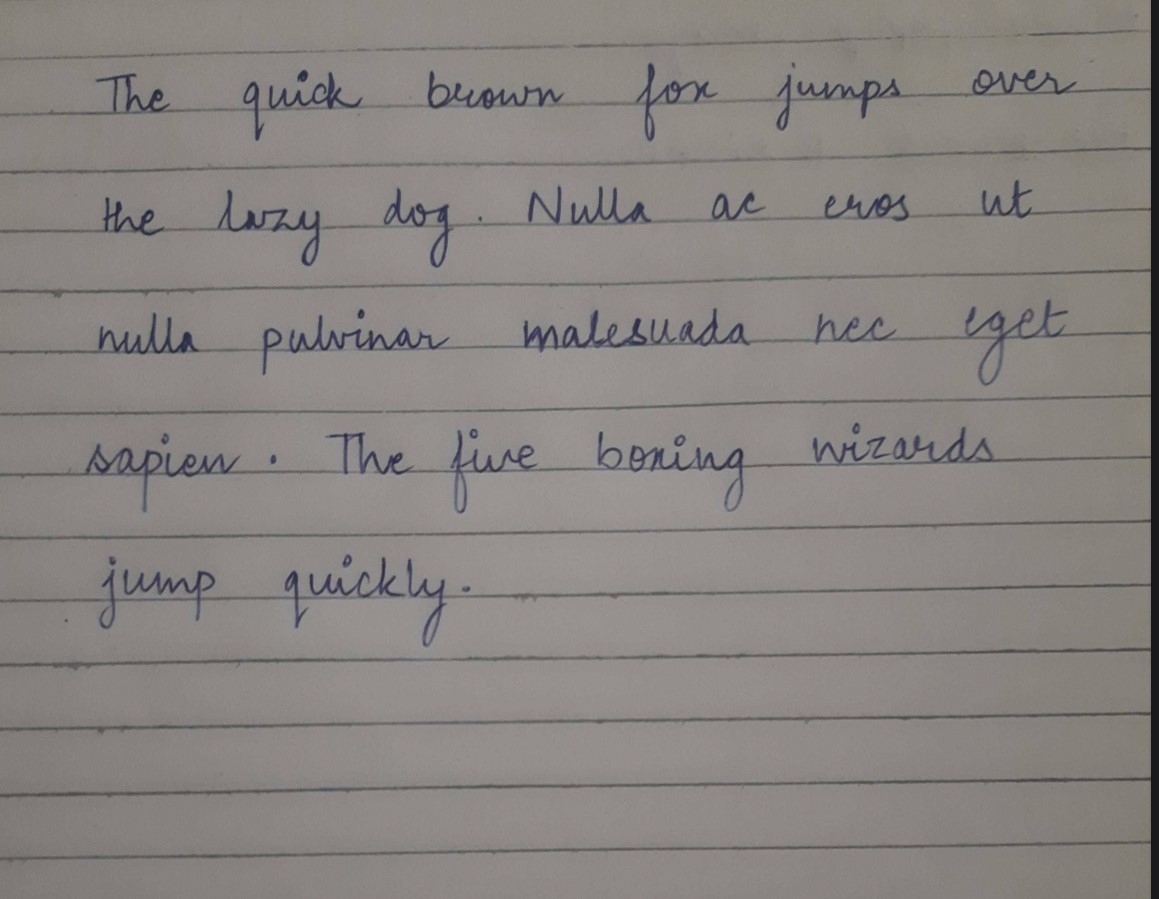 The quick brown fox jumps over
the lazy dog. Nulla ac eros ut
nulla pulvinar malesuada nec eget
sapien. The five boxing wizards
jump quickly.